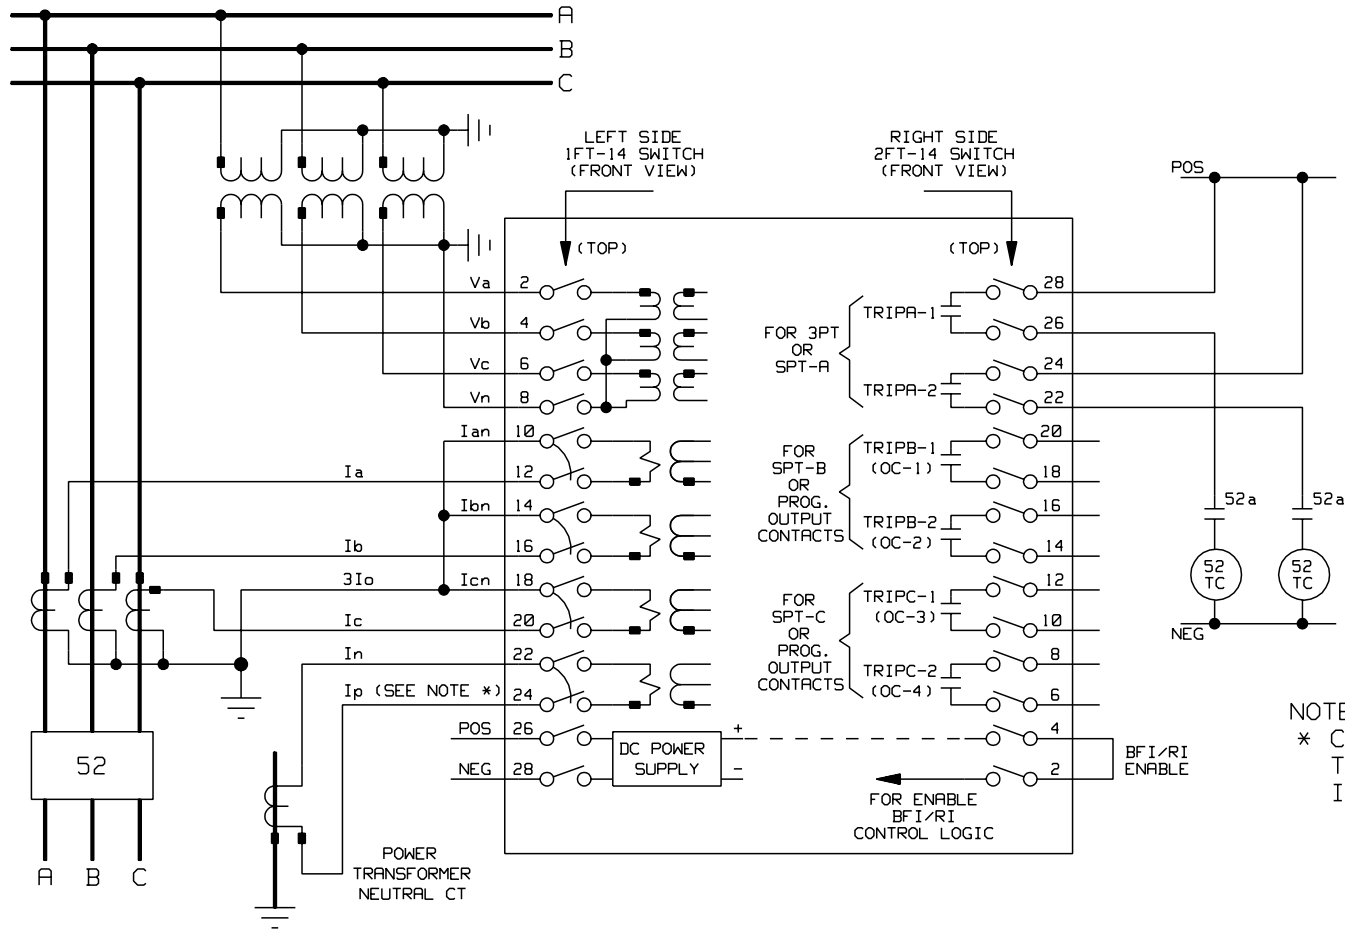 A
B
C
LEFT SIDE
1FT-14 SWITCH
(FRONT VIEW)
RIGHT SIDE
2FT-14 SWITCH
(FRONT VIEW)
POS
(TOP)
(TOP)
Va 2
28
Vb 4
TRIPA-1
26
FOR 3PT
OR
SPT-A
Vc 6
24
Vn 8
TRIPA-2
22
Ian 10
20
FOR
SPT-B
OR
PROG.
OUTPUT
CONTACTS
TRIPB-1
(OC-1)
Ia 12
18
Ibn 14
16
TRIPB-2
(OC-2)
Ib 16
14
52a
52a
52
TC
52
TC
NEG
3Io Icn 18
12
FOR
SPT-C
OR
PROG.
OUTPUT
CONTACTS
TRIPC-1
(OC-3)
Ic 20
10
In 22
8
TRIPC-2
(OC-4)
Ip (SEE NOTE *) 24
6
POS 26
DC POWER
SUPPLY
+
-
4
NEG 28
2
BFI/RI
ENABLE
FOR ENABLE
BFI/RI
CONTROL LOGIC
NOTE
* C
T
I
52
A B C
POWER
TRANSFORMER
NEUTRAL CT